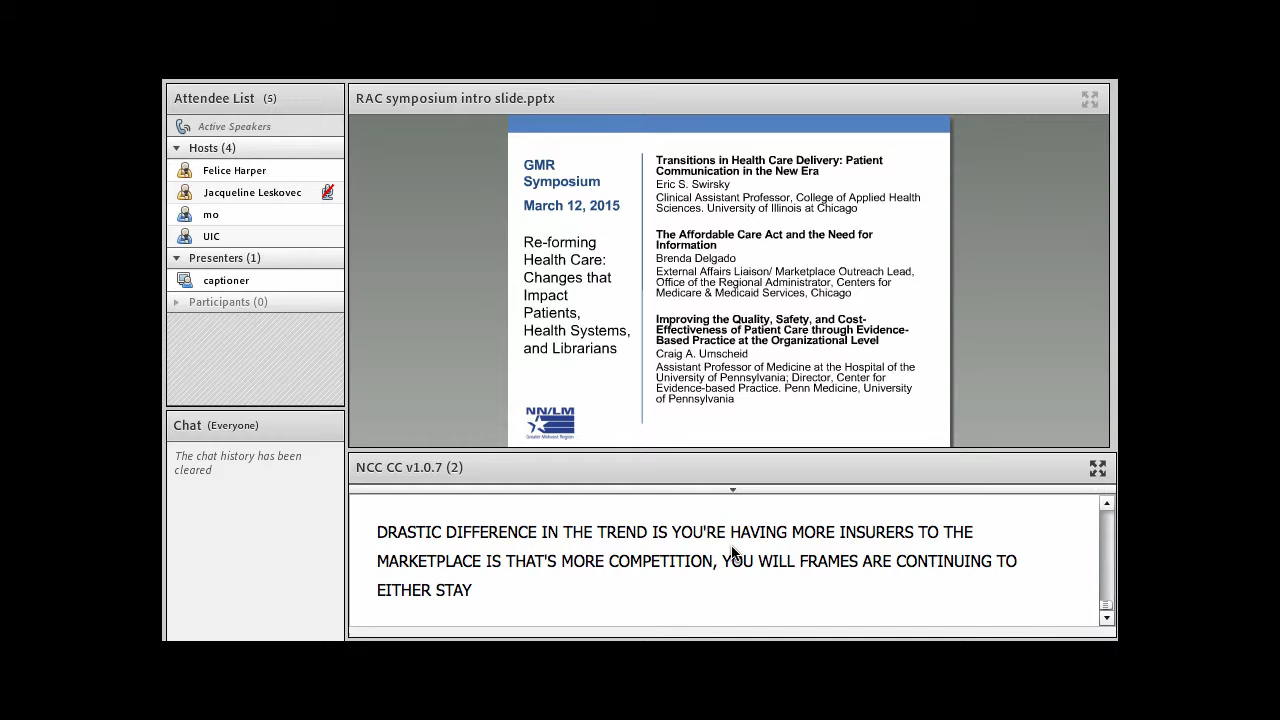 Attendee List (5)
Active Speakers
Hosts (4)
Felice Harper
Jacqueline Leskovec
mo
UIC
Presenters (1)
captioner
Participants (0)
Chat (Everyone)
The chat history has been
cleared
RAC symposium intro slide.pptx
GMR
Symposium
March 12, 2015
Re-forming
Health Care:
Changes that
Impact
Patients,
Health Systems,
and Librarians
NN/LM
Greater Midwest Region
Transitions in Health Care Delivery: Patient
Communication in the New Era
Eric S. Swirsky
Clinical Assistant Professor, College of Applied Health
Sciences. University of Illinois at Chicago
The Affordable Care Act and the Need for
Information
Brenda Delgado
External Affairs Liaison/ Marketplace Outreach Lead,
Office of the Regional Administrator, Centers for
Medicare & Medicaid Services, Chicago
Improving the Quality, Safety, and Cost-
Effectiveness of Patient Care through Evidence-
Based Practice at the Organizational Level
Craig A. Umscheid
Assistant Professor of Medicine at the Hospital of the
University of Pennsylvania; Director, Center for
Evidence-based Practice. Penn Medicine, University
of Pennsylvania
NCC CC v1.0.7 (2)
DRASTIC DIFFERENCE IN THE TREND IS YOU'RE HAVING MORE INSURERS TO THE
MARKETPLACE IS THAT'S MORE COMPETITION, YOU WILL FRAMES ARE CONTINUING TO
EITHER STAY